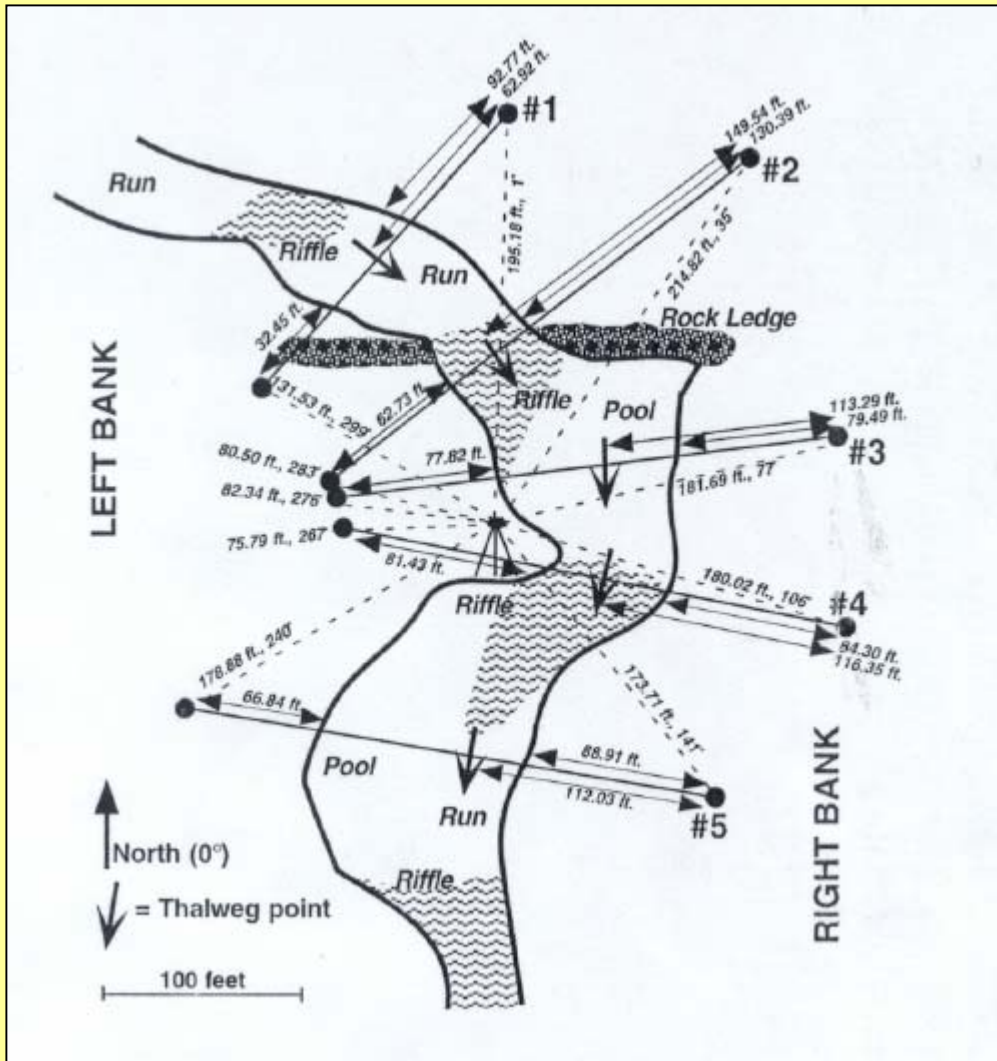 92.77 ft.
62.92 ft.
#1
149.54 ft.
130.39 ft.
#2
Run
Riffle
Run
195.18 ft., 1°
214.82 ft., 35°
Rock Ledge
32.45 ft.
LEFT BANK
131.53 ft., 299°
62.73 ft.
Riffle
Pool
113.29 ft.
79.49 ft.
#3
80.50 ft., 283°
77.82 ft.
82.34 ft., 276°
181.69 ft., 77°
75.79 ft., 267°
81.43 ft.
Riffle
180.02 ft., 106°
#4
84.30 ft.
116.35 ft.
178.88 ft., 240°
66.84 ft.
173.71 ft., 141°
Pool
88.91 ft.
112.03 ft.
#5
Run
RIGHT BANK
North (0°)
Riffle
= Thalweg point
100 feet